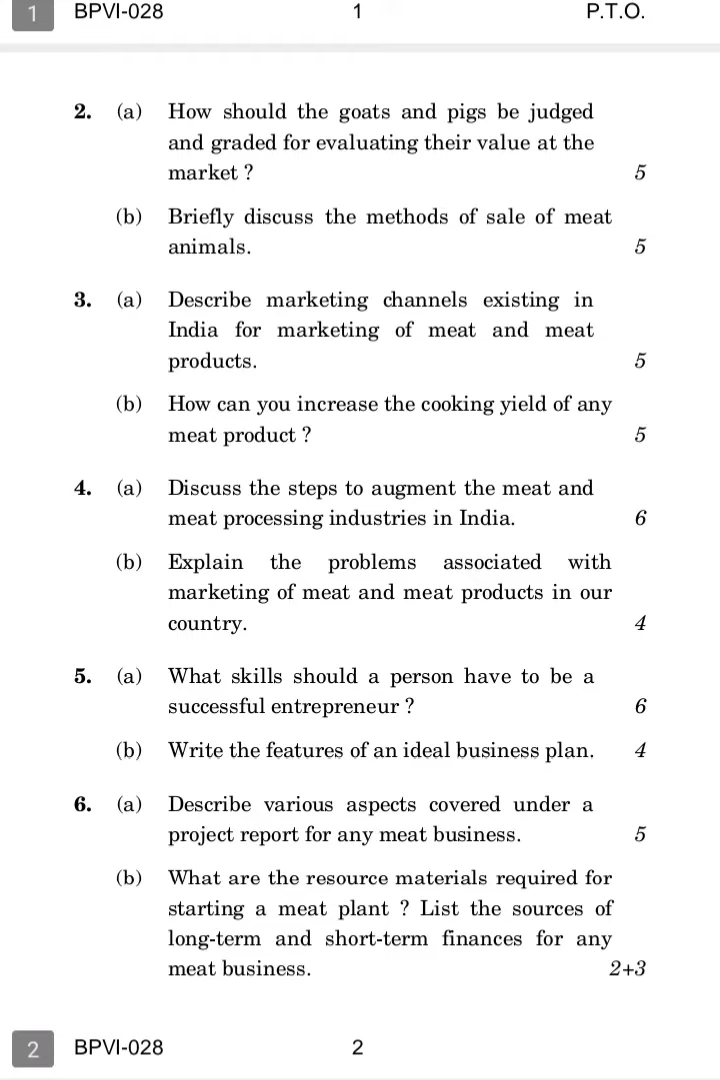 1 BPVI-028 1 P.T.O.
2. (a) How should the goats and pigs be judged
and graded for evaluating their value at the
market ? 5
(b) Briefly discuss the methods of sale of meat
animals. 5
3. (a) Describe marketing channels existing in
India for marketing of meat and meat
products. 5
(b) How can you increase the cooking yield of any
meat product ? 5
4. (a) Discuss the steps to augment the meat and
meat processing industries in India. 6
(b) Explain the problems associated with
marketing of meat and meat products in our
country. 4
5. (a) What skills should a person have to be a
successful entrepreneur ? 6
(b) Write the features of an ideal business plan. 4
6. (a) Describe various aspects covered under a
project report for any meat business. 5
(b) What are the resource materials required for
starting a meat plant ? List the sources of
long-term and short-term finances for any
meat business. 2+3
2 BPVI-028 2